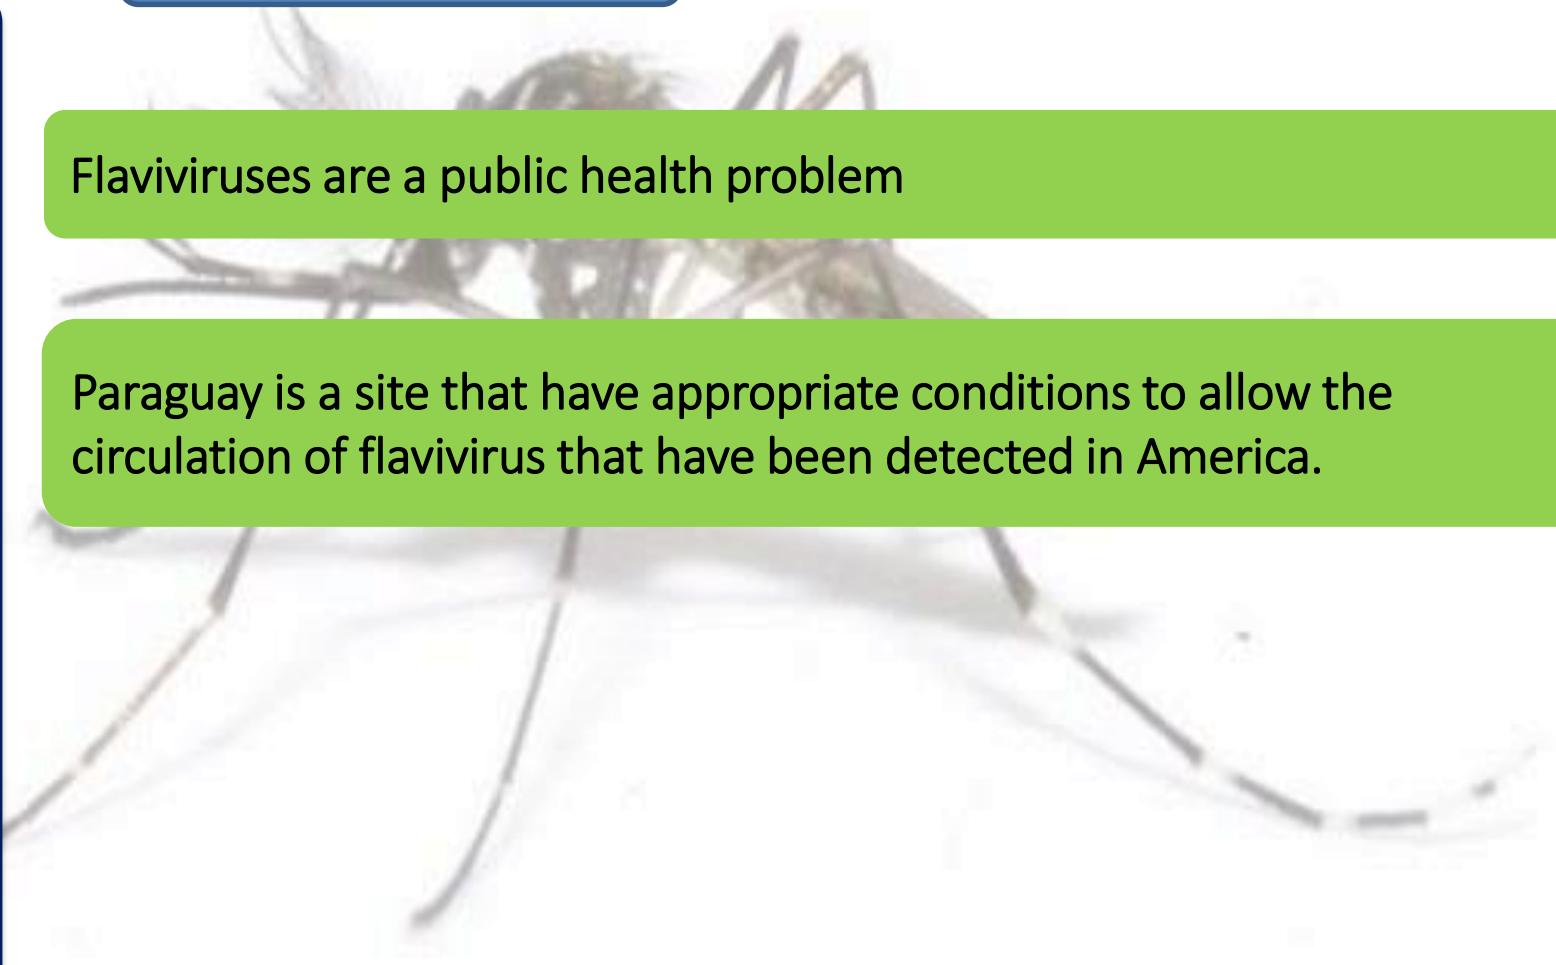 Flaviviruses are a public health problem
Paraguay is a site that have appropriate conditions to allow the
circulation of flavivirus that have been detected in America.